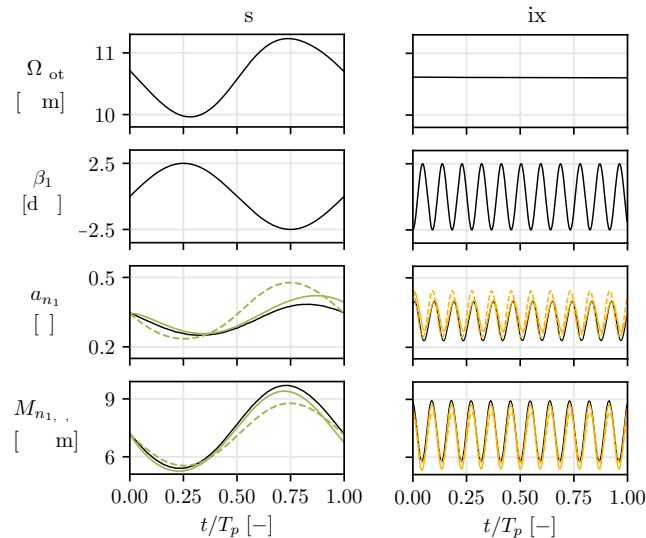 s ix
Ω ot
[ m]
11
10
β1
[d ]
2.5
−2.5
an1
[ ]
0.5
0.2
Mn1, ,
[ m]
9
6
0.00 0.25 0.50 0.75 1.00 0.00 0.25 0.50 0.75 1.00
t/Tp [−] t/Tp [−]